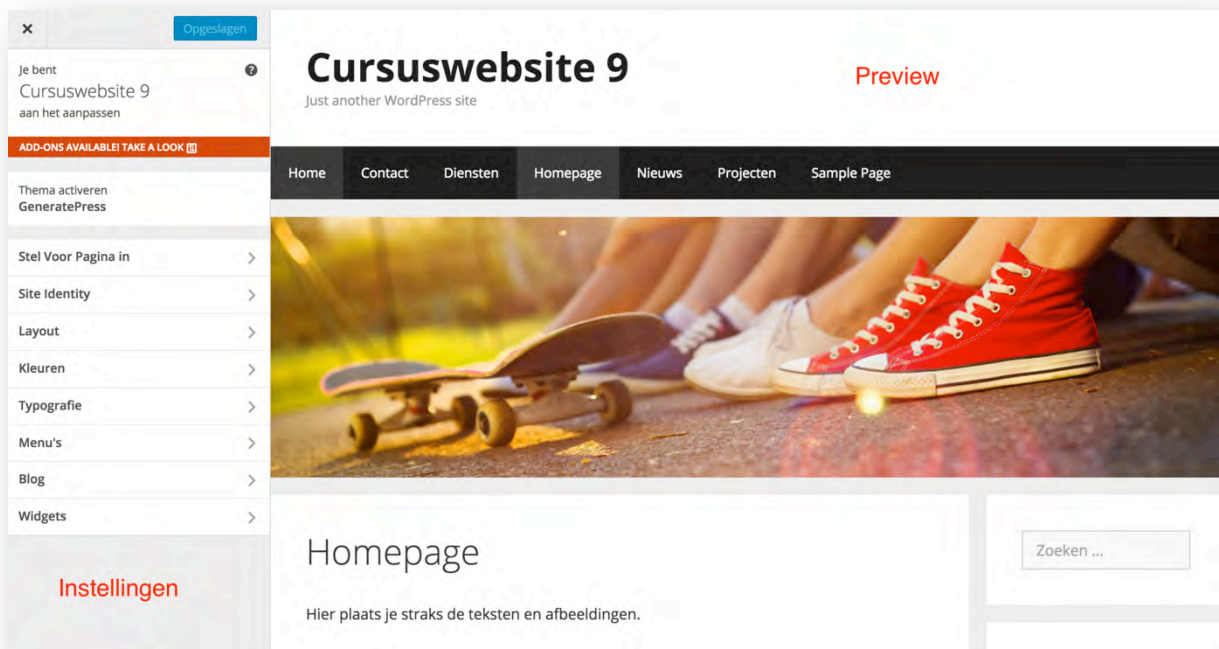 ×
Opgeslagen
Je bent
Cursuswebsite 9
aan het aanpassen
ADD-ONS AVAILABLE! TAKE A LOOK
Thema activeren
GeneratePress
Stel Voor Pagina in
Site Identity
Layout
Kleuren
Typografie
Menu's
Blog
Widgets
Instellingen
Cursuswebsite 9
Just another WordPress site
Preview
Home Contact Diensten Homepage Nieuws Projecten Sample Page
Homepage
Hier plaats je straks de teksten en afbeeldingen.
Zoeken ...